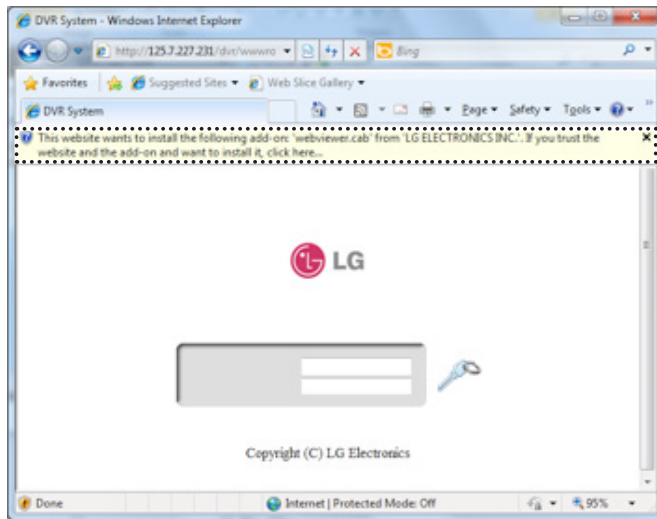 DVR System - Windows Internet Explorer
http://125.7.227.231/dvr/wwwro
Bing
Favorites
Suggested Sites
Web Slice Gallery
DVR System
Page Safety Tools
This website wants to install the following add-on: 'webviewer.cab' from 'LG ELECTRONICS INC.'. If you trust the
website and the add-on and want to install it, click here...
LG
Copyright (C) LG Electronics
Done
Internet | Protected Mode: Off
95%